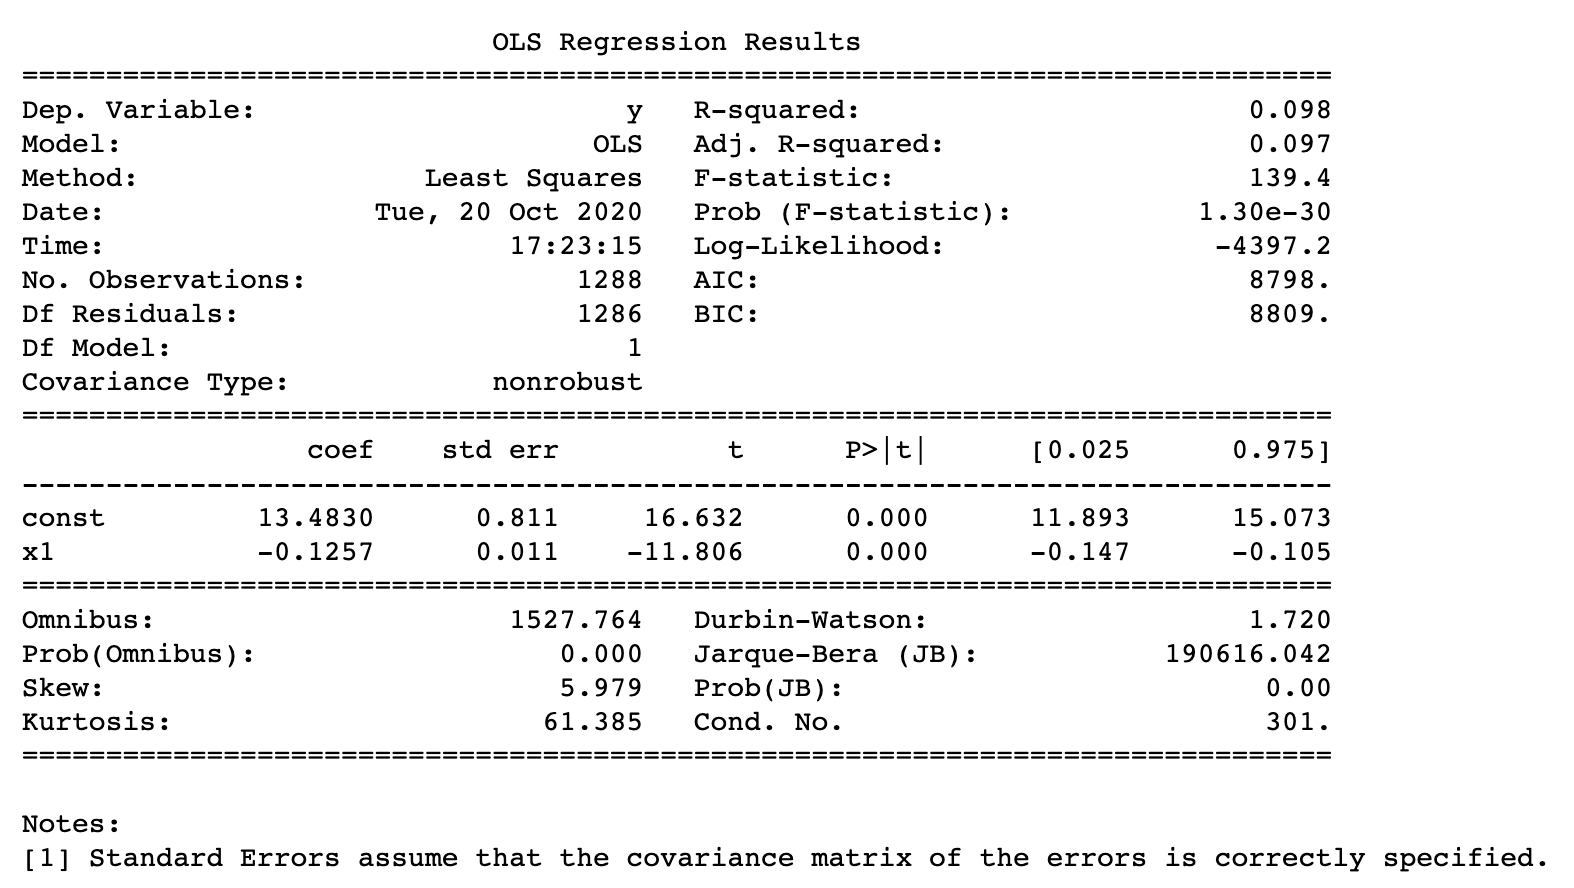 OLS Regression Results
==============================================================================
Dep. Variable:                      y   R-squared:                       0.098
Model:                            OLS   Adj. R-squared:                  0.097
Method:                 Least Squares   F-statistic:                     139.4
Date:                Tue, 20 Oct 2020   Prob (F-statistic):           1.30e-30
Time:                        17:23:15   Log-Likelihood:                -4397.2
No. Observations:                1288   AIC:                             8798.
Df Residuals:                    1286   BIC:                             8809.
Df Model:                           1
Covariance Type:            nonrobust
==============================================================================
                 coef    std err          t      P>|t|      [0.025      0.975]
------------------------------------------------------------------------------
const         13.4830      0.811     16.632      0.000      11.893      15.073
x1            -0.1257      0.011    -11.806      0.000      -0.147      -0.105
==============================================================================
Omnibus:                     1527.764   Durbin-Watson:                   1.720
Prob(Omnibus):                  0.000   Jarque-Bera (JB):           190616.042
Skew:                           5.979   Prob(JB):                         0.00
Kurtosis:                      61.385   Cond. No.                         301.
==============================================================================
Notes:
[1] Standard Errors assume that the covariance matrix of the errors is correctly specified.